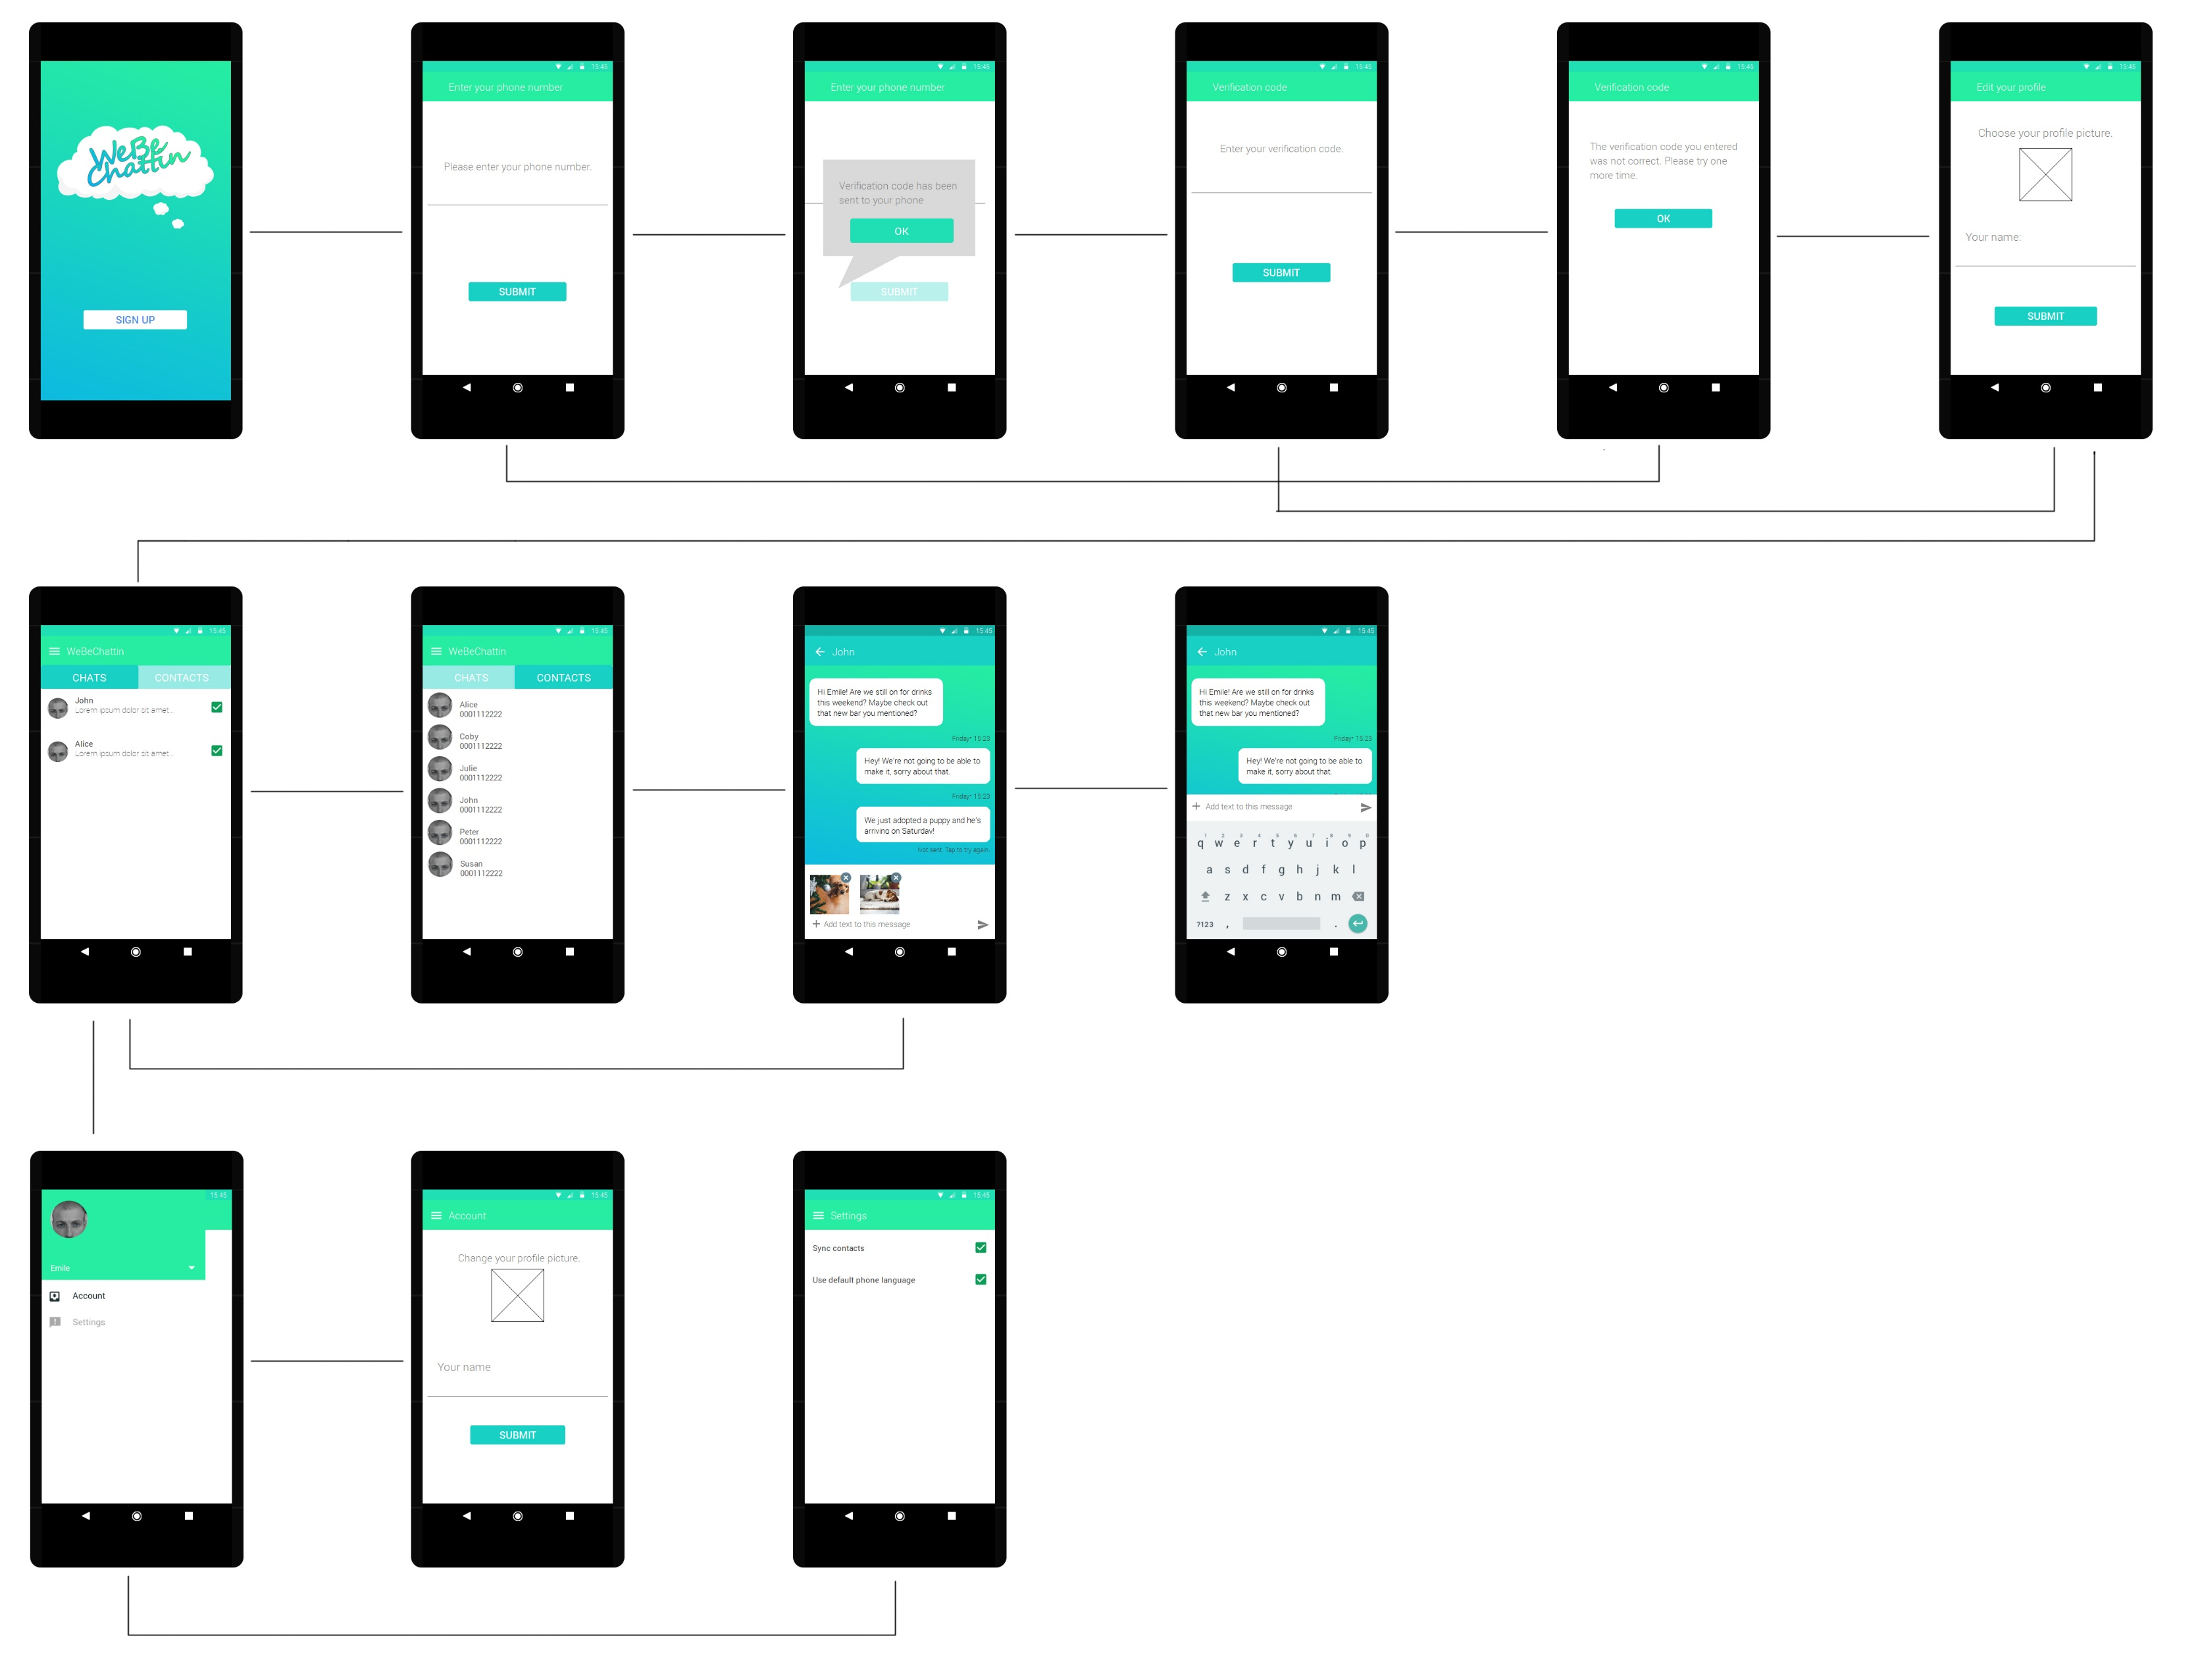 WeBe
Chattin
SIGN UP
15:45
Enter your phone number
Please enter your phone number.
SUBMIT
15:45
Enter your phone number
Verification code has been
sent to your phone
OK
SUBMIT
15:45
Verification code
Enter your verification code.
SUBMIT
15:45
Verification code
The verification code you entered
was not correct. Please try one
more time.
OK
15:45
Edit your profile
Choose your profile picture.
Your name:
SUBMIT
15:45
WeBeChattin
CHATS CONTACTS
John
Lorem ipsum dolor sit amet...
Alice
Lorem ipsum dolor sit amet...
15:45
WeBeChattin
CHATS CONTACTS
Alice
0001112222
Coby
0001112222
Julie
0001112222
John
0001112222
Peter
0001112222
Susan
0001112222
15:45
John
Hi Emile! Are we still on for drinks
this weekend? Maybe check out
that new bar you mentioned?
Friday• 15:23
Hey! We're not going to be able to
make it, sorry about that.
Friday• 15:23
We just adopted a puppy and he's
arriving on Saturday!
Not sent. Tap to try again.
+ Add text to this message
15:45
John
Hi Emile! Are we still on for drinks
this weekend? Maybe check out
that new bar you mentioned?
Friday• 15:23
Hey! We're not going to be able to
make it, sorry about that.
+ Add text to this message
1 2 3 4 5 6 7 8 9 0
q w e r t y u i o p
a s d f g h j k l
z x c v b n m
?123 , .
15:45
Emile
Account
Settings
15:45
Account
Change your profile picture.
Your name
SUBMIT
15:45
Settings
Sync contacts
Use default phone language